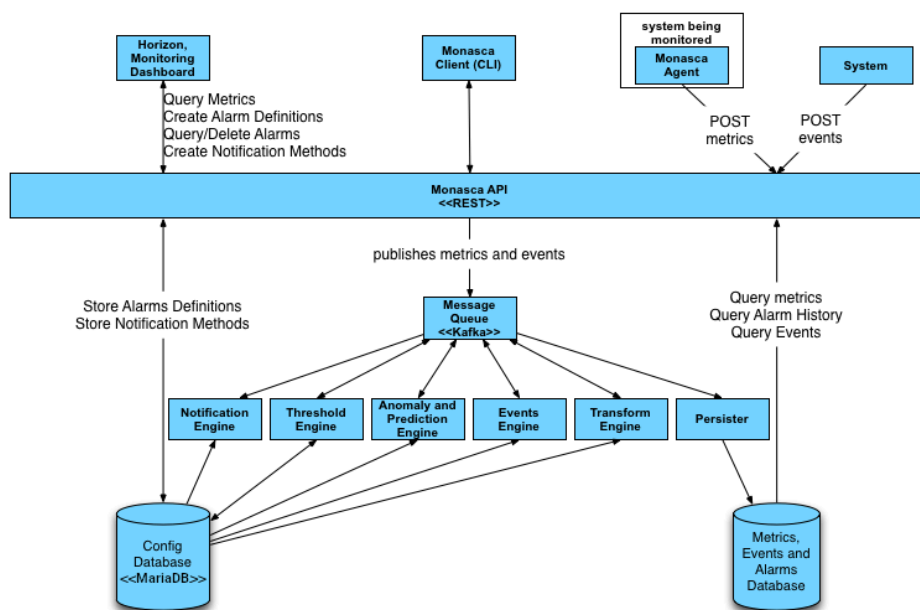 Horizon,
Monitoring
Dashboard
Monasca
Client (CLI)
system being
monitored
Monasca
Agent
System
Query Metrics
Create Alarm Definitions
Query/Delete Alarms
Create Notification Methods
POST
metrics
POST
events
Monasca API
<<REST>>
publishes metrics and events
Store Alarms Definitions
Store Notification Methods
Query metrics
Query Alarm History
Query Events
Message
Queue
<<Kafka>>
Notification
Engine
Threshold
Engine
Anomaly and
Prediction
Engine
Events
Engine
Transform
Engine
Persister
Config
Database
<<MariaDB>>
Metrics,
Events and
Alarms
Database